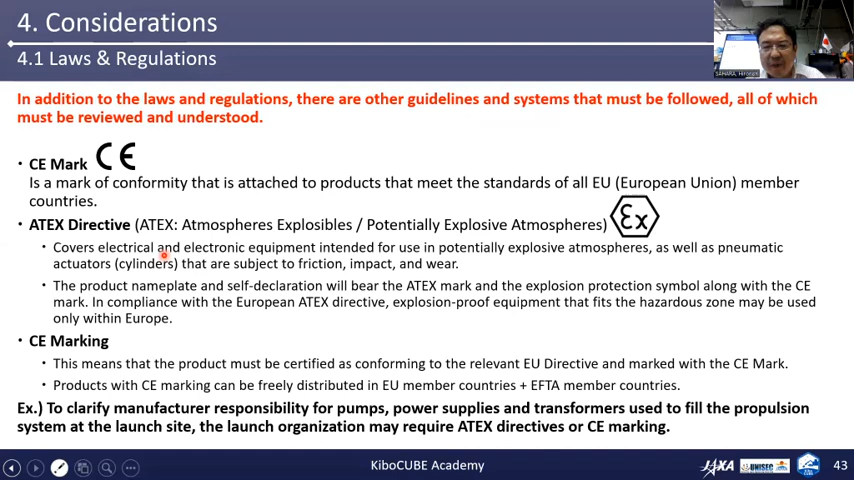 4. Considerations
4.1 Laws & Regulations
SAHARA, Hironori
In addition to the laws and regulations, there are other guidelines and systems that must be followed, all of which
must be reviewed and understood.
• CE Mark CE
Is a mark of conformity that is attached to products that meet the standards of all EU (European Union) member
countries.
• ATEX Directive (ATEX: Atmospheres Explosibles / Potentially Explosive Atmospheres) Ex
• Covers electrical and electronic equipment intended for use in potentially explosive atmospheres, as well as pneumatic
actuators (cylinders) that are subject to friction, impact, and wear.
• The product nameplate and self-declaration will bear the ATEX mark and the explosion protection symbol along with the CE
mark. In compliance with the European ATEX directive, explosion-proof equipment that fits the hazardous zone may be used
only within Europe.
• CE Marking
• This means that the product must be certified as conforming to the relevant EU Directive and marked with the CE Mark.
• Products with CE marking can be freely distributed in EU member countries + EFTA member countries.
Ex.) To clarify manufacturer responsibility for pumps, power supplies and transformers used to fill the propulsion
system at the launch site, the launch organization may require ATEX directives or CE marking.
KiboCUBE Academy
JAXA
UNISEC
43